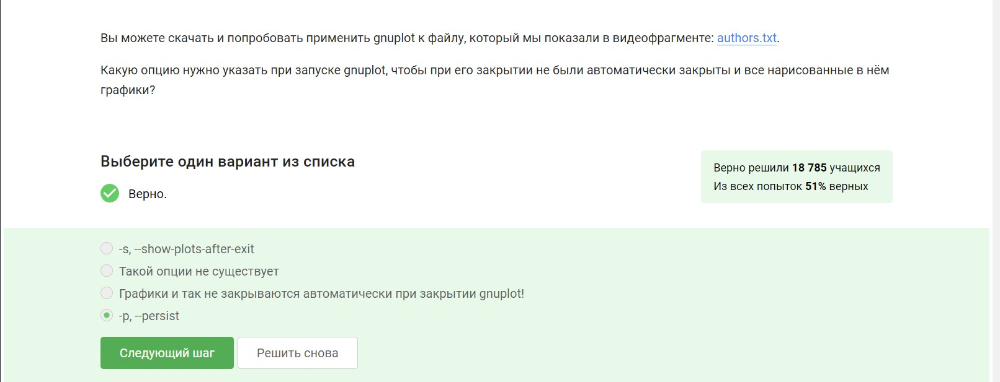 Вы можете скачать и попробовать применить gnuplot к файлу, который мы показали в видеофрагменте: authors.txt.
Какую опцию нужно указать при запуске gnuplot, чтобы при его закрытии не были автоматически закрыты и все нарисованные в нём
графики?
Выберите один вариант из списка
Верно.
Верно решили 18 785 учащихся
Из всех попыток 51% верных
-s, --show-plots-after-exit
Такой опции не существует
Графики и так не закрываются автоматически при закрытии gnuplot!
-p, --persist
Следующий шаг
Решить снова